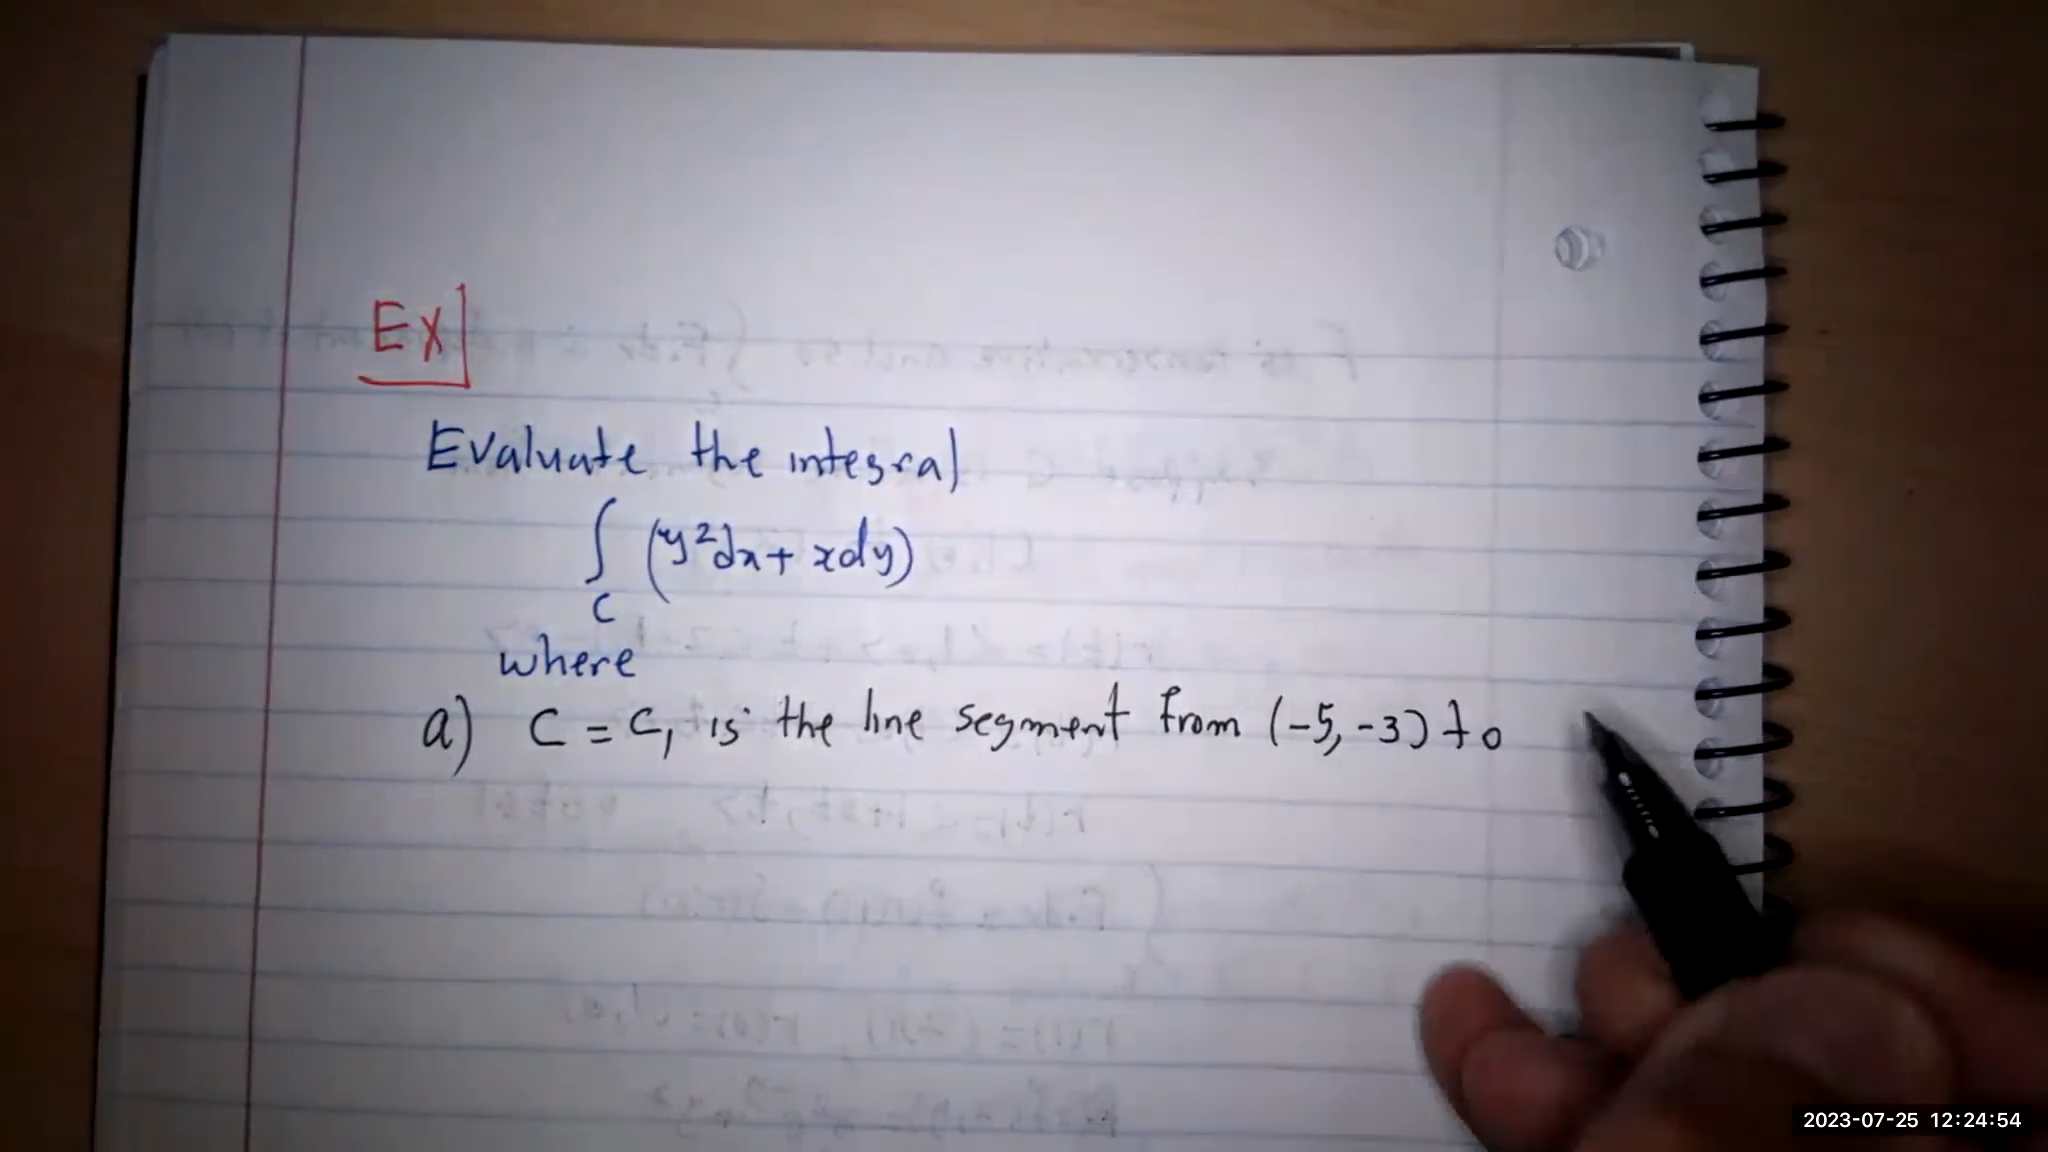 Ex
Evaluate the integral
∫ (y²dx + xdy)
C
where
a) C = C₁ is the line segment from (-5, -3) to
2023-07-25 12:24:54